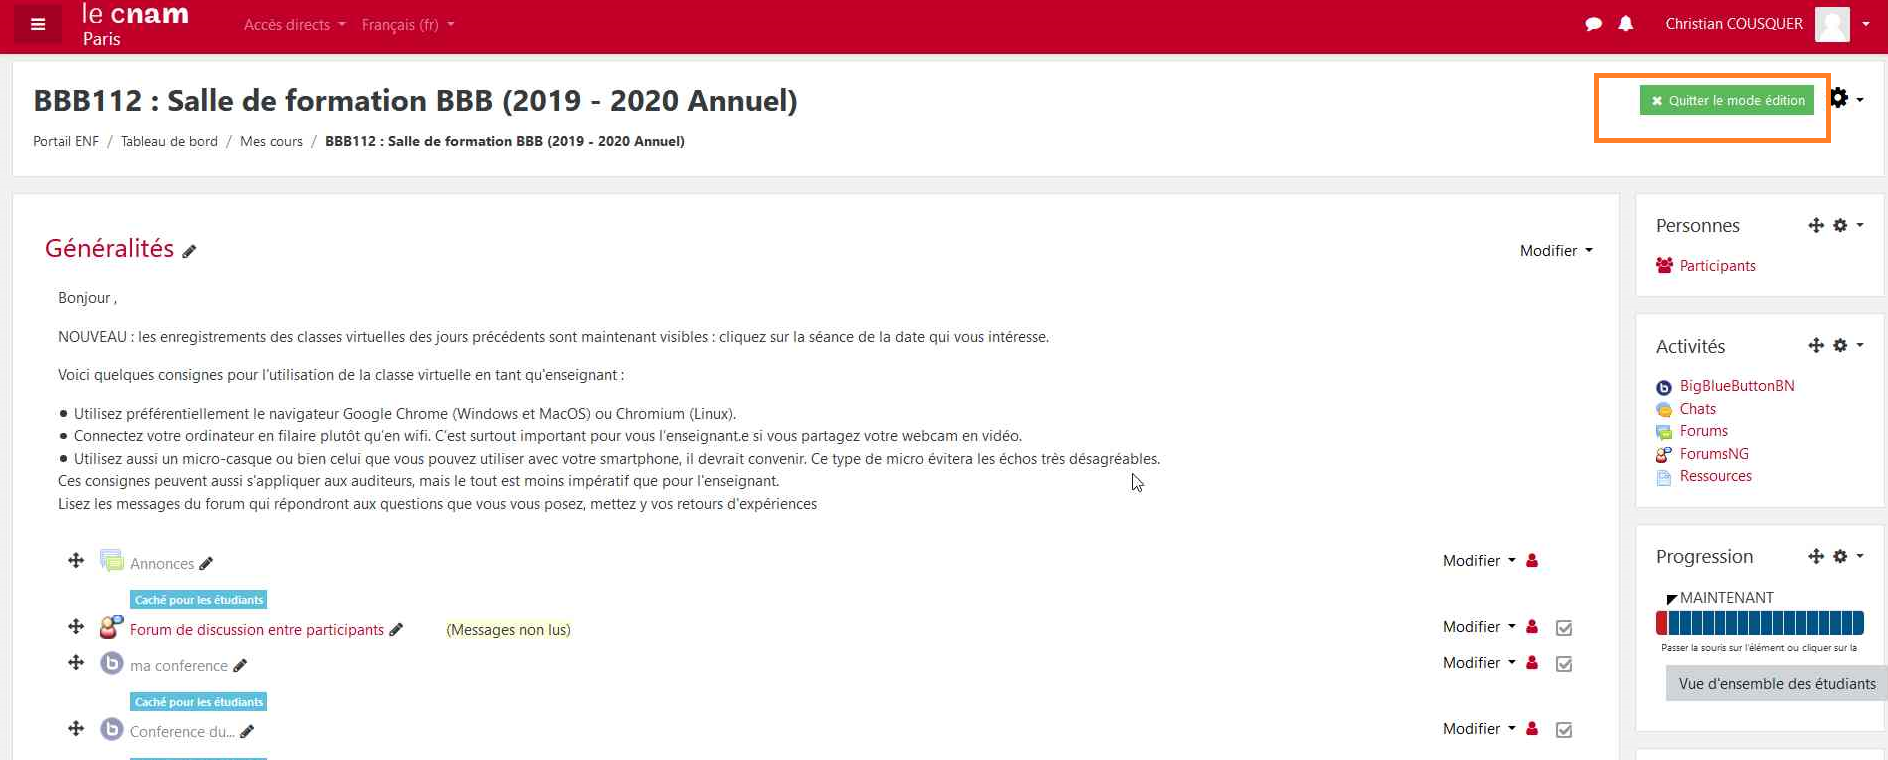 le cnam
Paris
Accès directs
Français (fr)
Christian COUSQUER
BBB112 : Salle de formation BBB (2019 - 2020 Annuel)
Quitter le mode édition
Portail ENF / Tableau de bord / Mes cours / BBB112 : Salle de formation BBB (2019 - 2020 Annuel)
Généralités
Modifier
Bonjour ,
NOUVEAU : les enregistrements des classes virtuelles des jours précédents sont maintenant visibles : cliquez sur la séance de la date qui vous intéresse.
Voici quelques consignes pour l'utilisation de la classe virtuelle en tant qu'enseignant :
● Utilisez préférentiellement le navigateur Google Chrome (Windows et MacOS) ou Chromium (Linux).
● Connectez votre ordinateur en filaire plutôt qu'en wifi. C'est surtout important pour vous l'enseignant.e si vous partagez votre webcam en vidéo.
● Utilisez aussi un micro-casque ou bien celui que vous pouvez utiliser avec votre smartphone, il devrait convenir. Ce type de micro évitera les échos très désagréables.
Ces consignes peuvent aussi s'appliquer aux auditeurs, mais le tout est moins impératif que pour l'enseignant.
Lisez les messages du forum qui répondront aux questions que vous vous posez, mettez y vos retours d'expériences
Annonces
Modifier
Caché pour les étudiants
Forum de discussion entre participants
(Messages non lus)
Modifier
ma conference
Modifier
Caché pour les étudiants
Conference du...
Modifier
Personnes
Participants
Activités
BigBlueButtonBN
Chats
Forums
ForumsNG
Ressources
Progression
MAINTENANT
Passer la souris sur l'élément ou cliquer sur la
Vue d'ensemble des étudiants